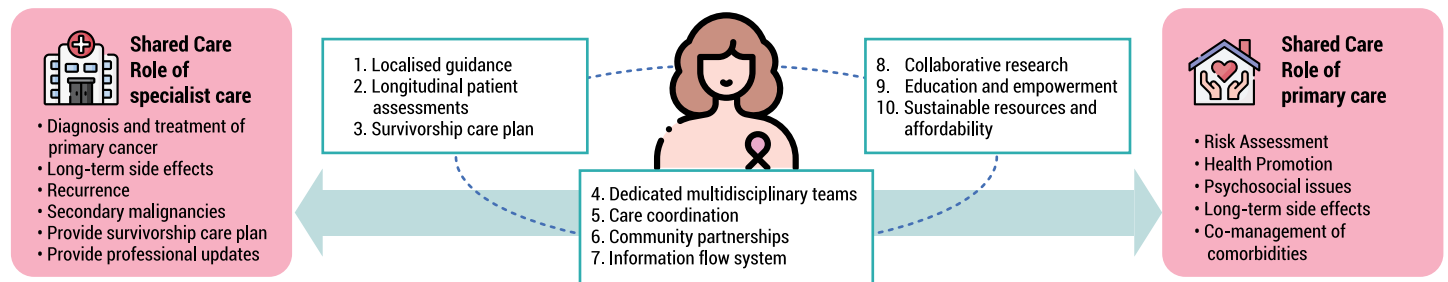 Shared Care
Role of
specialist care
• Diagnosis and treatment of
primary cancer
• Long-term side effects
• Recurrence
• Secondary malignancies
• Provide survivorship care plan
• Provide professional updates
1. Localised guidance
2. Longitudinal patient
assessments
3. Survivorship care plan
4. Dedicated multidisciplinary teams
5. Care coordination
6. Community partnerships
7. Information flow system
8. Collaborative research
9. Education and empowerment
10. Sustainable resources and
affordability
Shared Care
Role of
primary care
• Risk Assessment
• Health Promotion
• Psychosocial issues
• Long-term side effects
• Co-management of
comorbidities